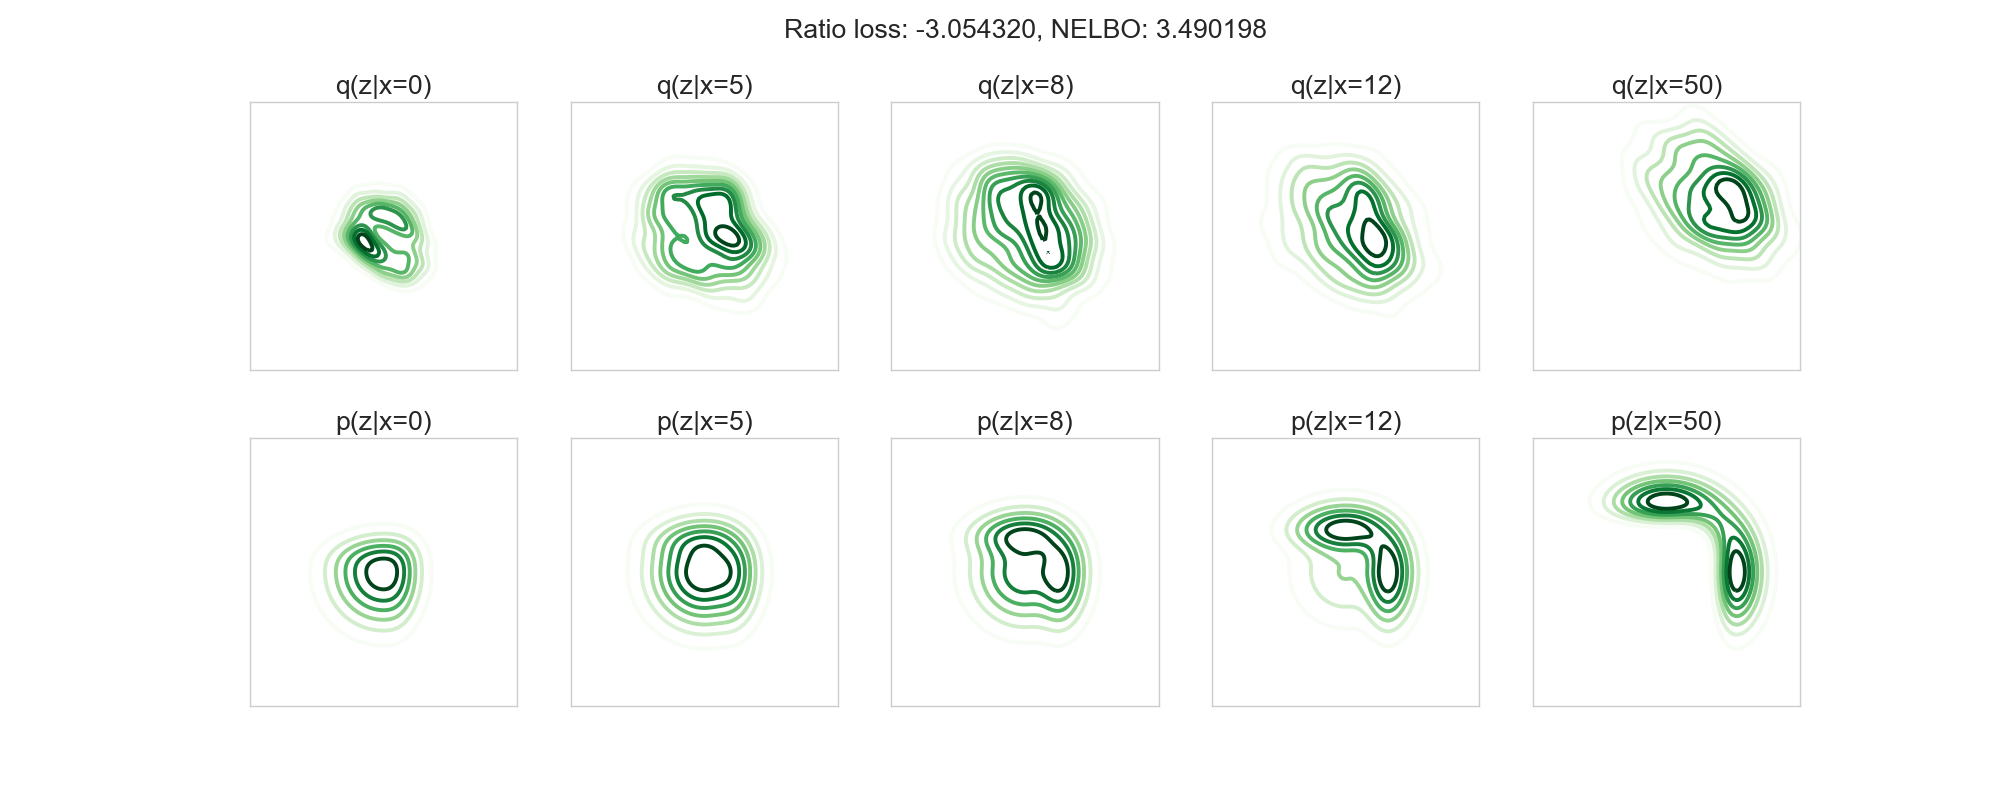 Ratio loss: -3.054320, NELBO: 3.490198
q(z|x=0) q(z|x=5) q(z|x=8) q(z|x=12) q(z|x=50)
p(z|x=0) p(z|x=5) p(z|x=8) p(z|x=12) p(z|x=50)